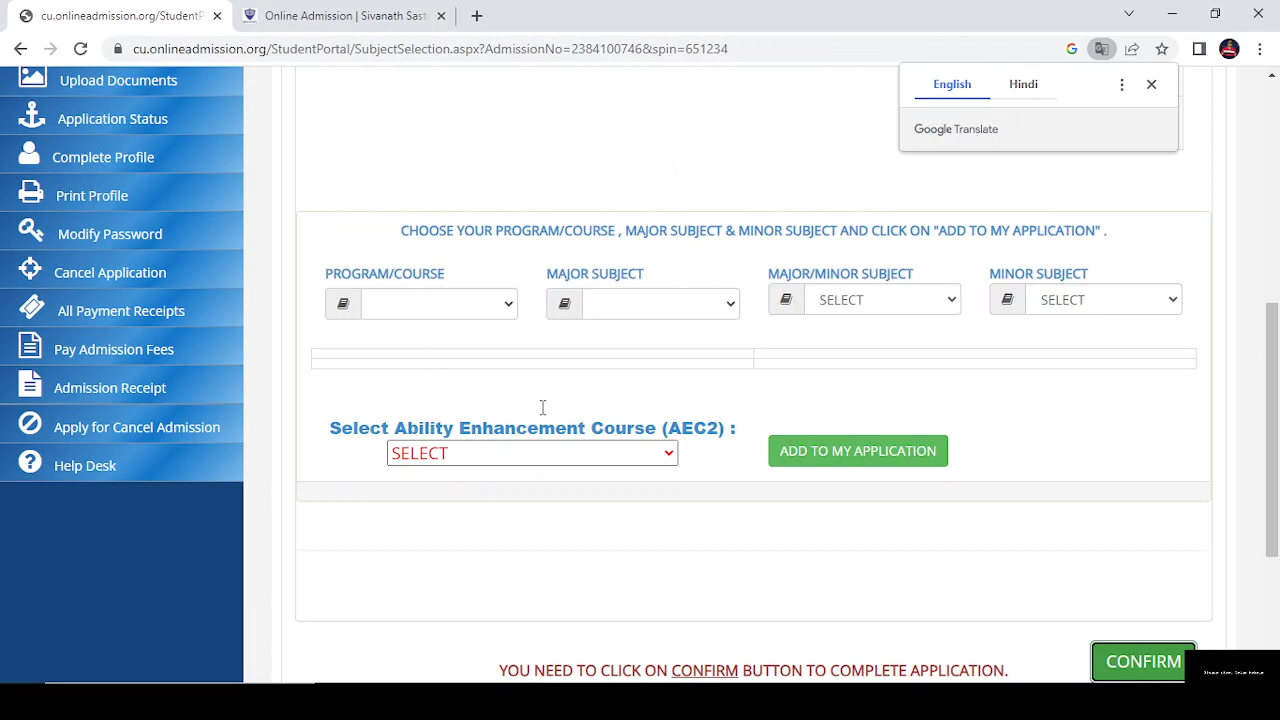 cu.onlineadmission.org/StudentP
Online Admission | Sivanath Sast
cu.onlineadmission.org/StudentPortal/SubjectSelection.aspx?AdmissionNo=2384100746&spin=651234
English Hindi
Google Translate
Upload Documents
Application Status
Complete Profile
Print Profile
Modify Password
Cancel Application
All Payment Receipts
Pay Admission Fees
Admission Receipt
Apply for Cancel Admission
Help Desk
CHOOSE YOUR PROGRAM/COURSE , MAJOR SUBJECT & MINOR SUBJECT AND CLICK ON "ADD TO MY APPLICATION" .
PROGRAM/COURSE MAJOR SUBJECT MAJOR/MINOR SUBJECT MINOR SUBJECT
SELECT SELECT
Select Ability Enhancement Course (AEC2) :
SELECT
ADD TO MY APPLICATION
YOU NEED TO CLICK ON CONFIRM BUTTON TO COMPLETE APPLICATION.
CONFIRM